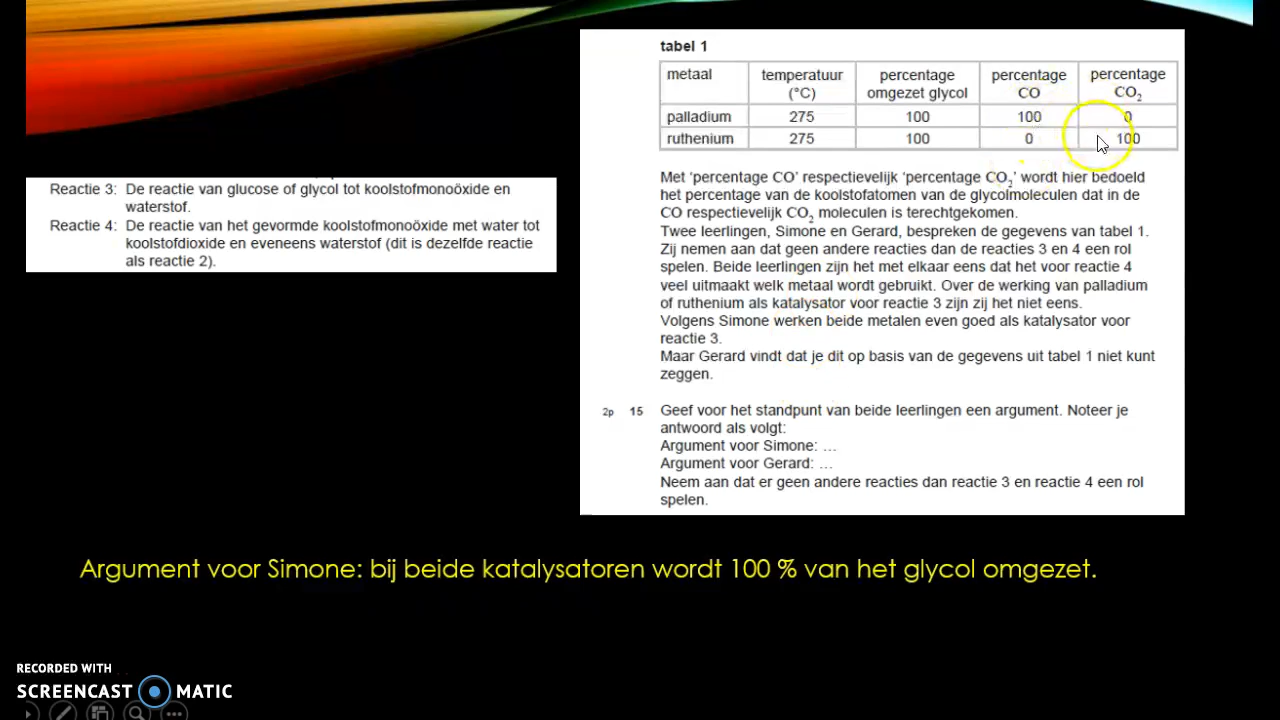 tabel 1
metaal temperatuur (°C) percentage omgezet glycol percentage CO percentage CO₂
palladium 275 100 100 0
ruthenium 275 100 0 100
Reactie 3: De reactie van glucose of glycol tot koolstofmonoöxide en
waterstof.
Reactie 4: De reactie van het gevormde koolstofmonoöxide met water tot
koolstofdioxide en eveneens waterstof (dit is dezelfde reactie
als reactie 2).
Met 'percentage CO' respectievelijk 'percentage CO₂' wordt hier bedoeld
het percentage van de koolstofatomen van de glycolmoleculen dat in de
CO respectievelijk CO₂ moleculen is terechtgekomen.
Twee leerlingen, Simone en Gerard, bespreken de gegevens van tabel 1.
Zij nemen aan dat geen andere reacties dan de reacties 3 en 4 een rol
spelen. Beide leerlingen zijn het met elkaar eens dat het voor reactie 4
veel uitmaakt welk metaal wordt gebruikt. Over de werking van palladium
of ruthenium als katalysator voor reactie 3 zijn zij het niet eens.
Volgens Simone werken beide metalen even goed als katalysator voor
reactie 3.
Maar Gerard vindt dat je dit op basis van de gegevens uit tabel 1 niet kunt
zeggen.
2p 15 Geef voor het standpunt van beide leerlingen een argument. Noteer je
antwoord als volgt:
Argument voor Simone: …
Argument voor Gerard: …
Neem aan dat er geen andere reacties dan reactie 3 en reactie 4 een rol
spelen.
Argument voor Simone: bij beide katalysatoren wordt 100 % van het glycol omgezet.
RECORDED WITH
SCREENCAST MATIC